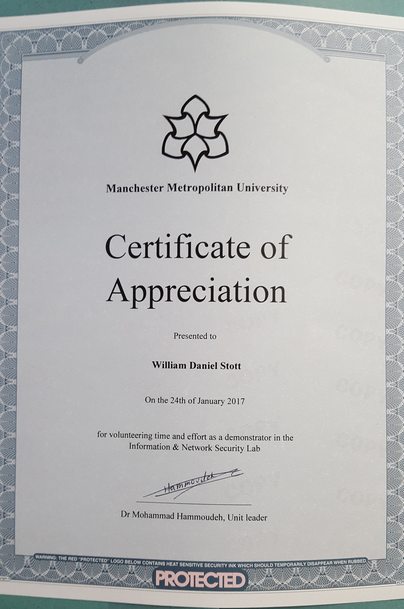 Manchester Metropolitan University
Certificate of
Appreciation
Presented to
William Daniel Stott
On the 24th of January 2017
for volunteering time and effort as a demonstrator in the
Information & Network Security Lab
Hammoudeh
Dr Mohammad Hammoudeh, Unit leader
WARNING: THE RED "PROTECTED" LOGO BELOW CONTAINS HEAT SENSITIVE SECURITY INK WHICH SHOULD TEMPORARILY DISAPPEAR WHEN RUBBED
PROTECTED